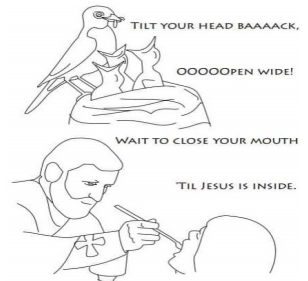 Tilt your head baaaack,
Ooooopen wide!
Wait to close your mouth
'Til Jesus is inside.